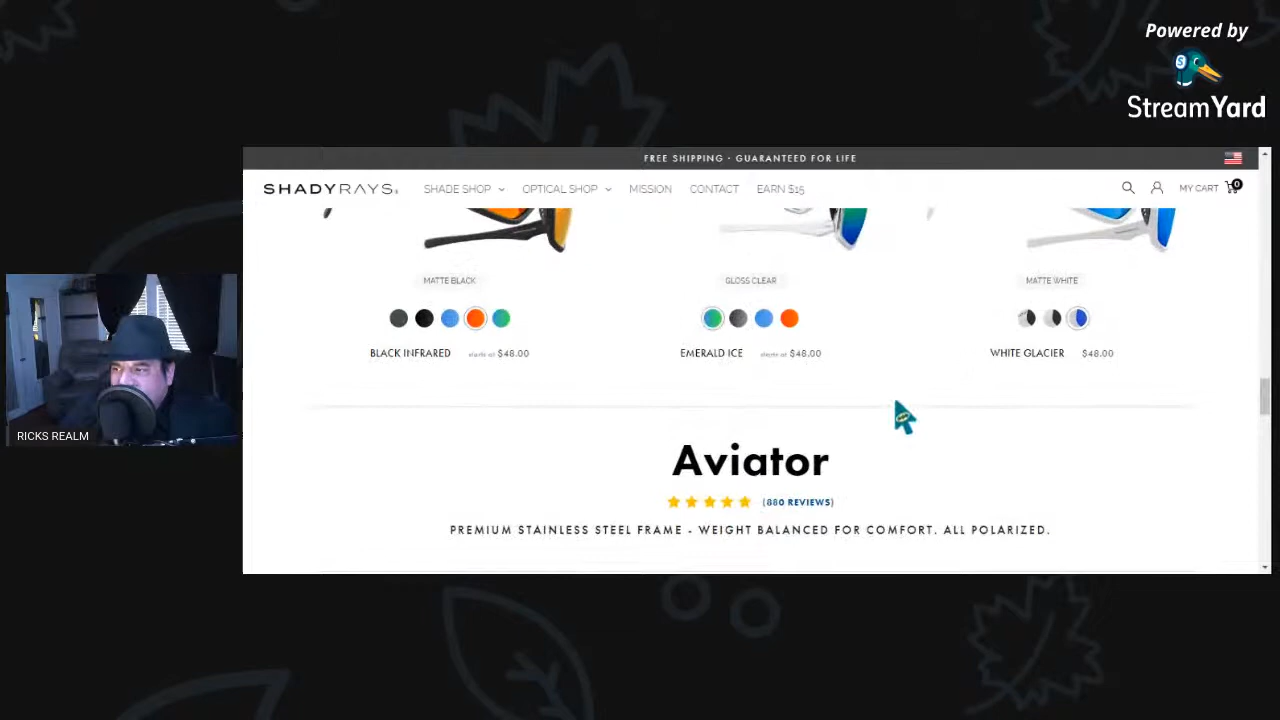 Powered by
StreamYard
FREE SHIPPING - GUARANTEED FOR LIFE
SHADYRAYS
SHADE SHOP
OPTICAL SHOP
MISSION
CONTACT
EARN $15
MY CART
0
MATTE BLACK
GLOSS CLEAR
MATTE WHITE
BLACK INFRARED $48.00
EMERALD ICE $48.00
WHITE GLACIER $48.00
Aviator
(880 REVIEWS)
PREMIUM STAINLESS STEEL FRAME - WEIGHT BALANCED FOR COMFORT. ALL POLARIZED.
RICKS REALM